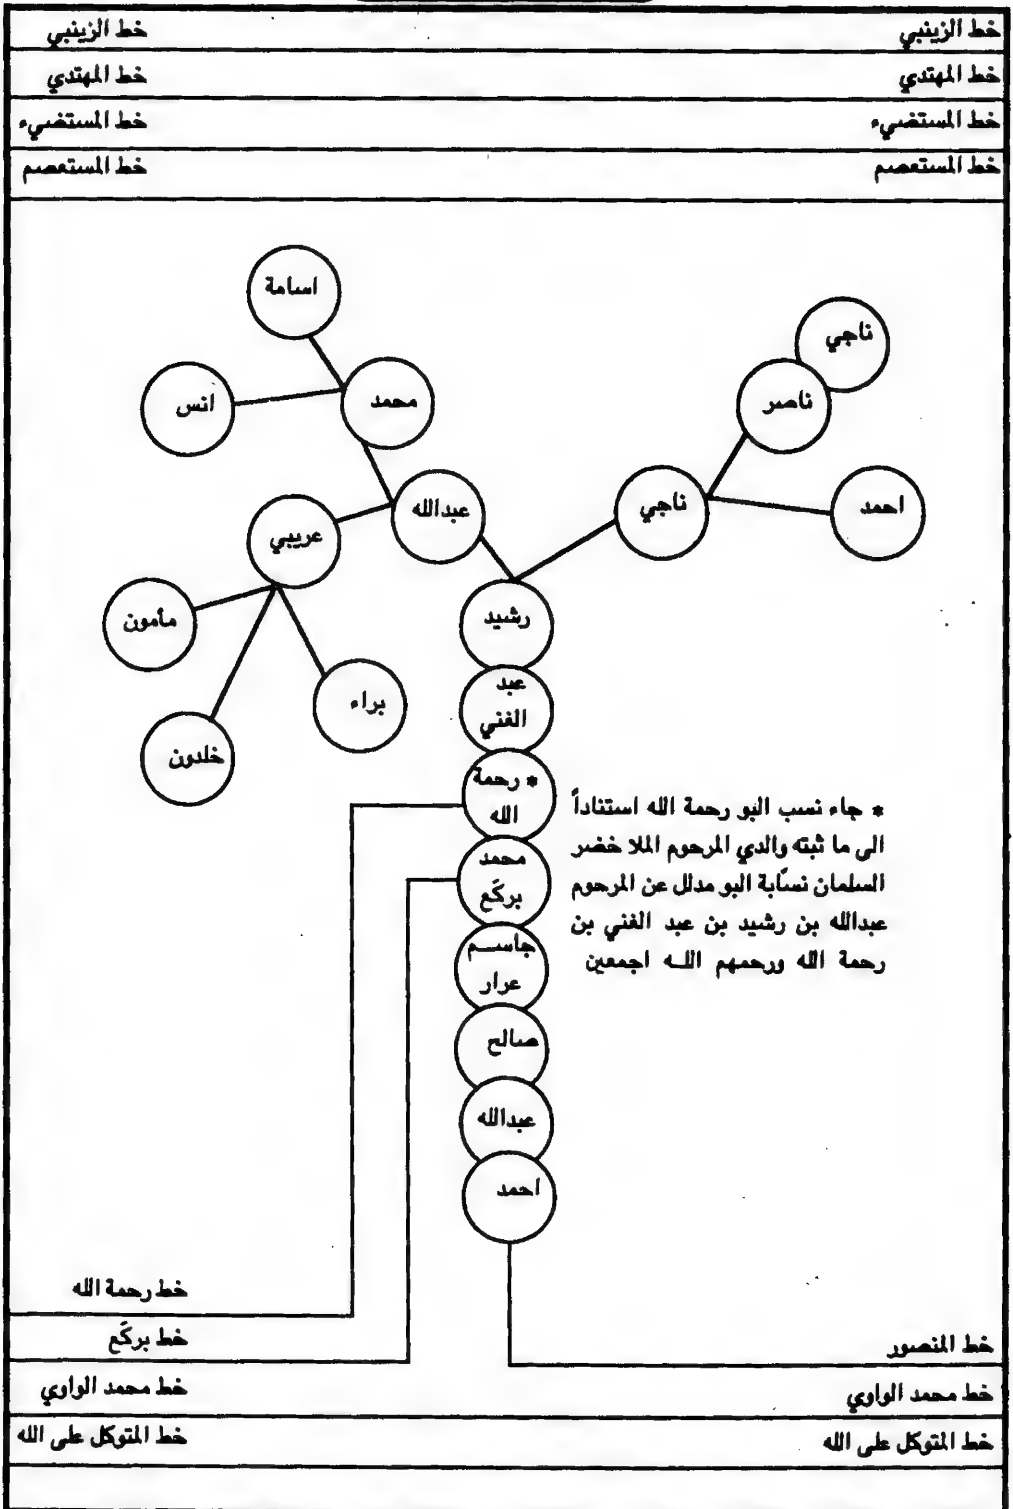 خط الزينبي خط الزينبي
خط المهتدي خط المهتدي
خط المستضيء خط المستضيء
خط المستعصم خط المستعصم
اسامة
ناجي
ناصر
محمد
انس
احمد
ناجي
عبدالله
عريبي
رشيد
مأمون
براء
خلدون
عبد
الغني
* رحمة
الله
محمد
بركَع
جاســم
عرار
صالح
عبدالله
احمد
* جاء نسب البو رحمة الله استناداً
الى ما ثبته والدي المرحوم الملا خضر
السلمان نسّابة البو مدلل عن المرحوم
عبدالله بن رشيد بن عبد الغني بن
رحمة الله ورحمهم اللـه اجمعين
خط رحمة الله
خط بركَع
خط المنصور
خط محمد الواوي خط محمد الواوي
خط المتوكل على الله خط المتوكل على الله